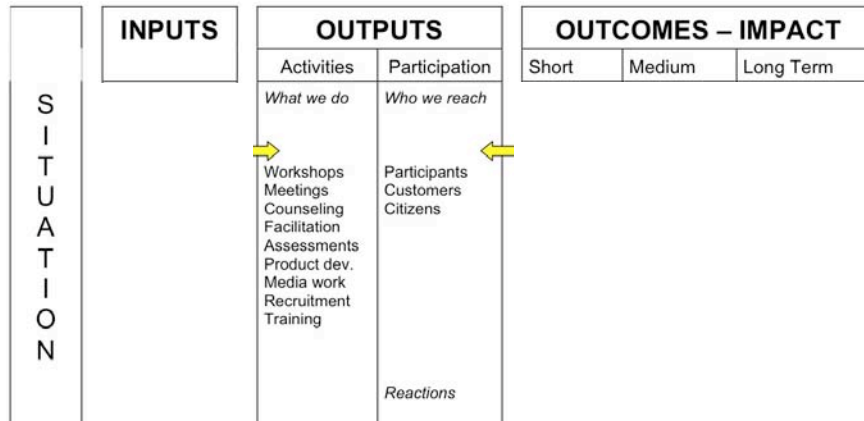 SITUATION
INPUTS
OUTPUTS
Activities
Participation
What we do
Who we reach
Workshops
Meetings
Counseling
Facilitation
Assessments
Product dev.
Media work
Recruitment
Training
Participants
Customers
Citizens
Reactions
OUTCOMES – IMPACT
Short
Medium
Long Term